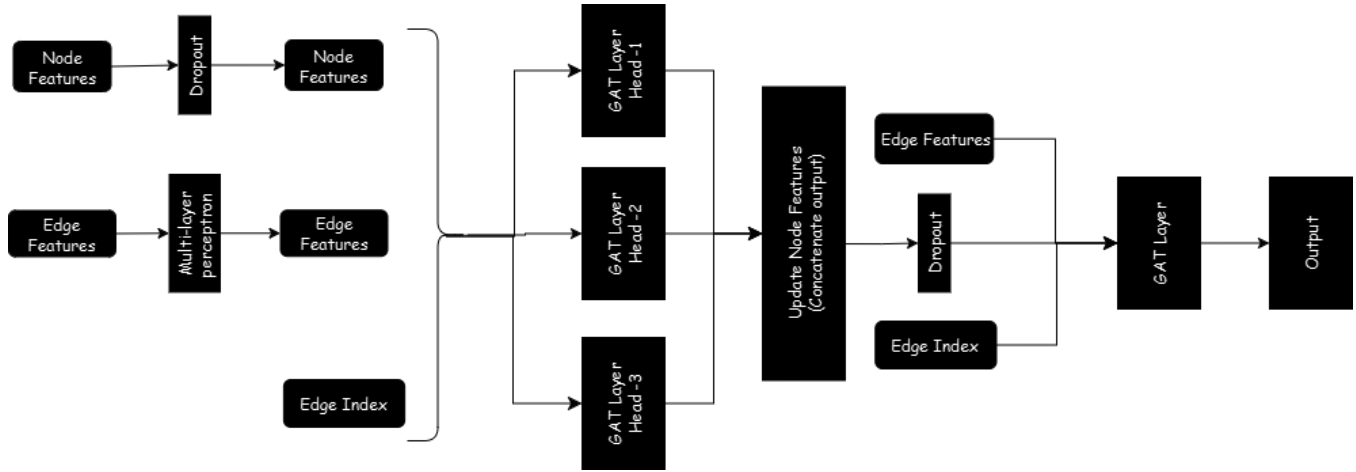 Node
Features
Dropout
Node
Features
Edge
Features
Multi-layer
perceptron
Edge
Features
Edge Index
GAT Layer
Head -1
GAT Layer
Head -2
GAT Layer
Head -3
Update Node Features
(Concatenate output)
Edge Features
Dropout
Edge Index
GAT Layer
Output